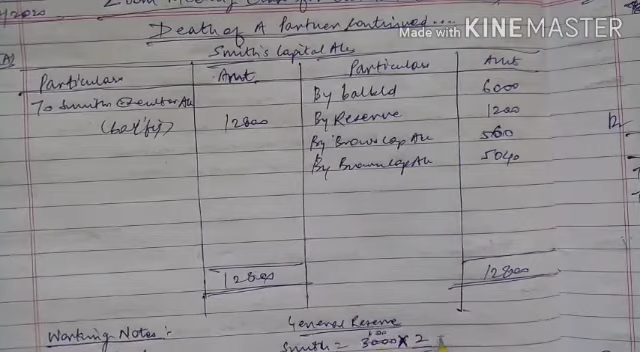 2020
Death of A Partner continued....
Made with KINEMASTER
Smith's Capital A/c
Particulars Amt. Particulars Amt
By bal b/d 6000
To Smith's Executor A/c
(bal fig) 12800 By Reserve 1200
By Brown's cap A/c 560
By Brown cap A/c 5040
12800 12800
Working Notes:-
General Reserve
Smith = 3000 X 2